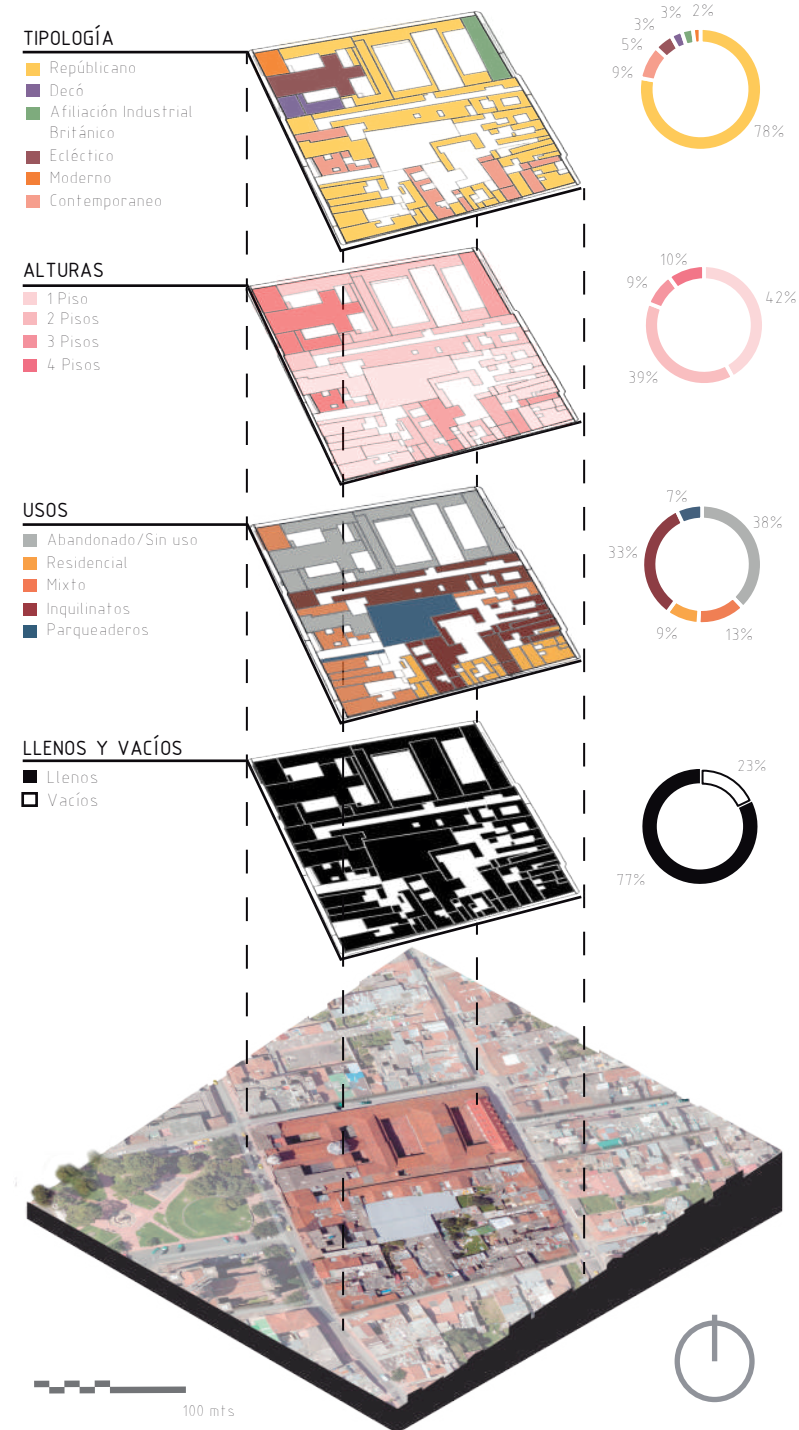 TIPOLOGÍA
Repúblicano
Decó
Afiliación Industrial
Británico
Ecléctico
Moderno
Contemporaneo
3%
3%
2%
5%
9%
78%
ALTURAS
1 Piso
2 Pisos
3 Pisos
4 Pisos
10%
9%
42%
39%
USOS
Abandonado/Sin uso
Residencial
Mixto
Inquilinatos
Parqueaderos
7%
38%
33%
9%
13%
LLENOS Y VACÍOS
Llenos
Vacíos
23%
77%
100 mts